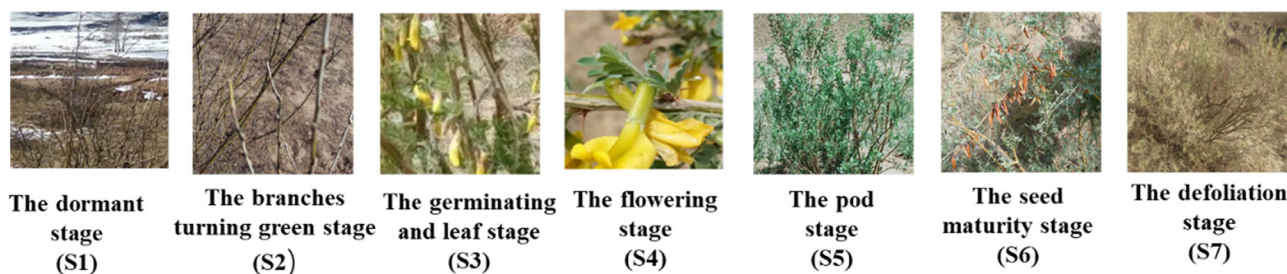 The dormant
stage
(S1)
The branches
turning green stage
(S2)
The germinating
and leaf stage
(S3)
The flowering
stage
(S4)
The pod
stage
(S5)
The seed
maturity stage
(S6)
The defoliation
stage
(S7)